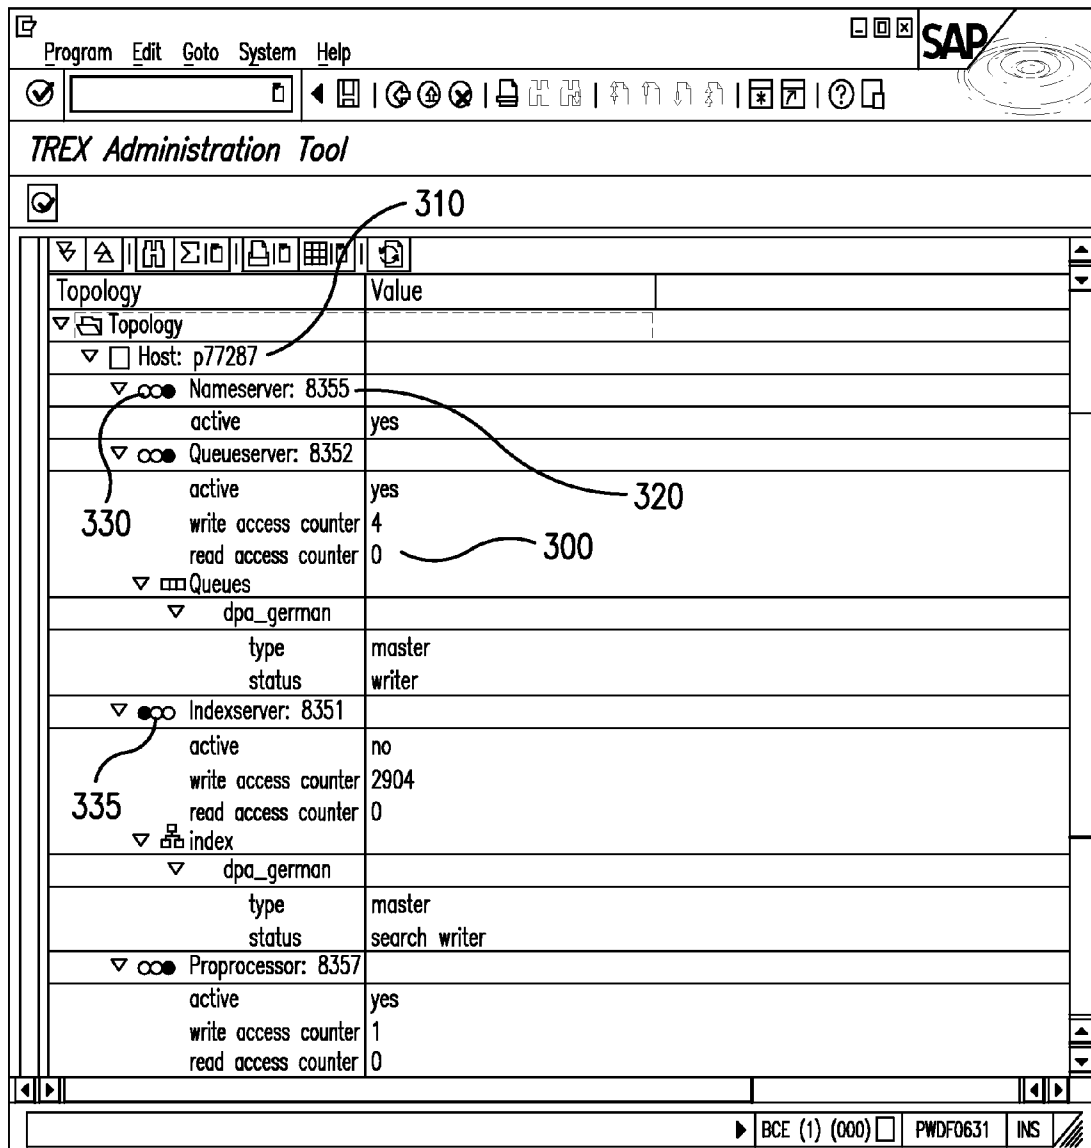 SAP
Program Edit Goto System Help
TREX Administration Tool
310
Topology Value
Topology
Host: p77287
Nameserver: 8355
active yes
Queueserver: 8352
active yes
320
330
write access counter 4
read access counter 0
300
Queues
dpa_german
type master
status writer
Indexserver: 8351
active no
write access counter 2904
335
read access counter 0
index
dpa_german
type master
status search writer
Proprocessor: 8357
active yes
write access counter 1
read access counter 0
BCE (1) (000) PWDF0631 INS